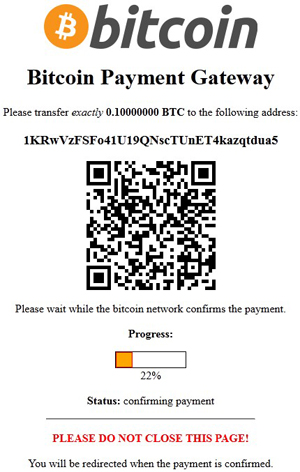 bitcoin
Bitcoin Payment Gateway
Please transfer exactly 0.10000000 BTC to the following address:
1KRwVzFSFo41U19QNscTUnET4kazqtdua5
Please wait while the bitcoin network confirms the payment.
Progress:
22%
Status: confirming payment
PLEASE DO NOT CLOSE THIS PAGE!
You will be redirected when the payment is confirmed.